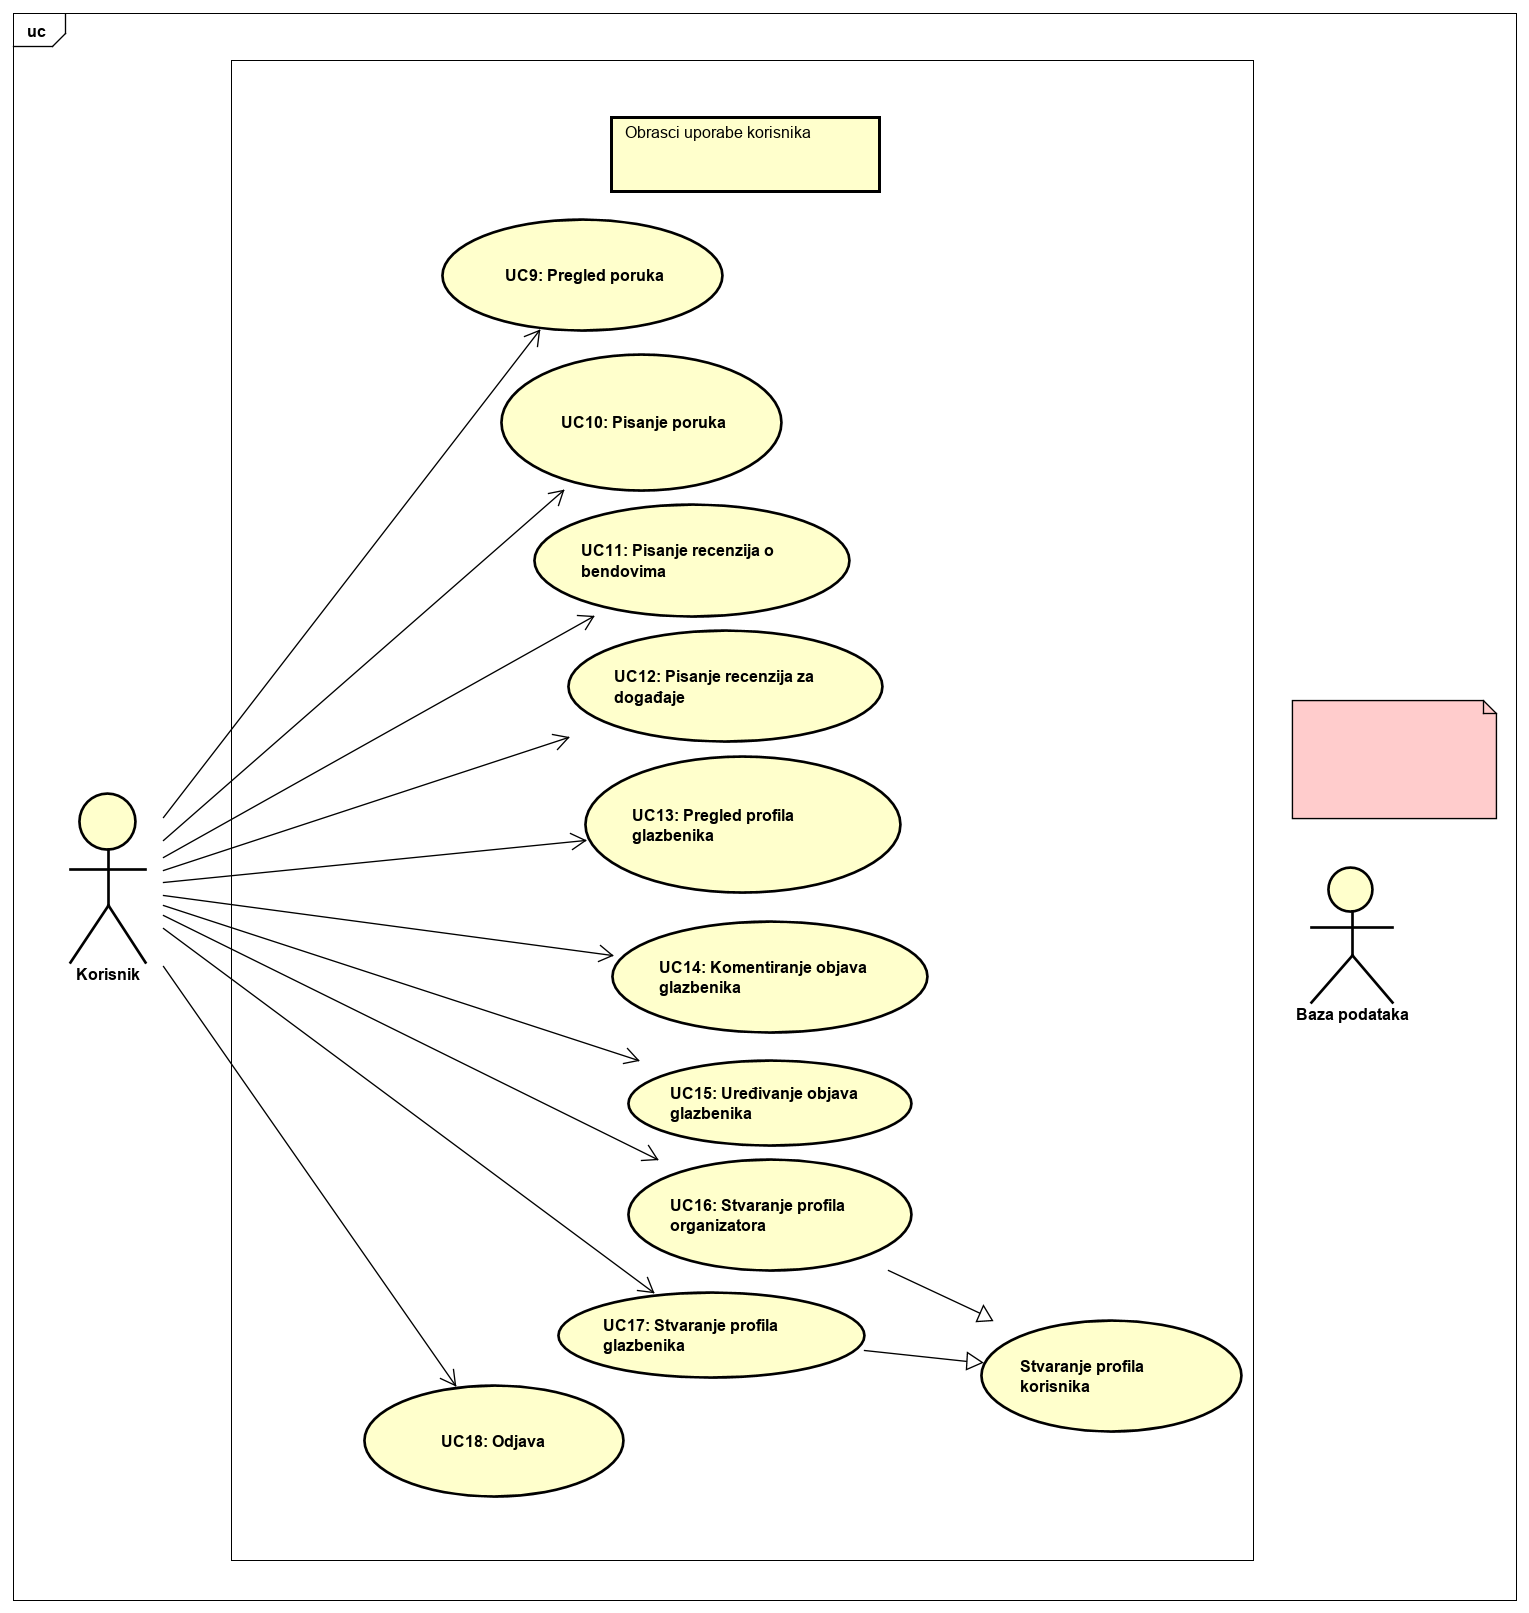 uc
Obrasci uporabe korisnika
UC9: Pregled poruka
UC10: Pisanje poruka
UC11: Pisanje recenzija o
bendovima
UC12: Pisanje recenzija za
događaje
UC13: Pregled profila
glazbenika
UC14: Komentiranje objava
glazbenika
Korisnik
Baza podataka
UC15: Uređivanje objava
glazbenika
UC16: Stvaranje profila
organizatora
UC17: Stvaranje profila
glazbenika
Stvaranje profila
korisnika
UC18: Odjava